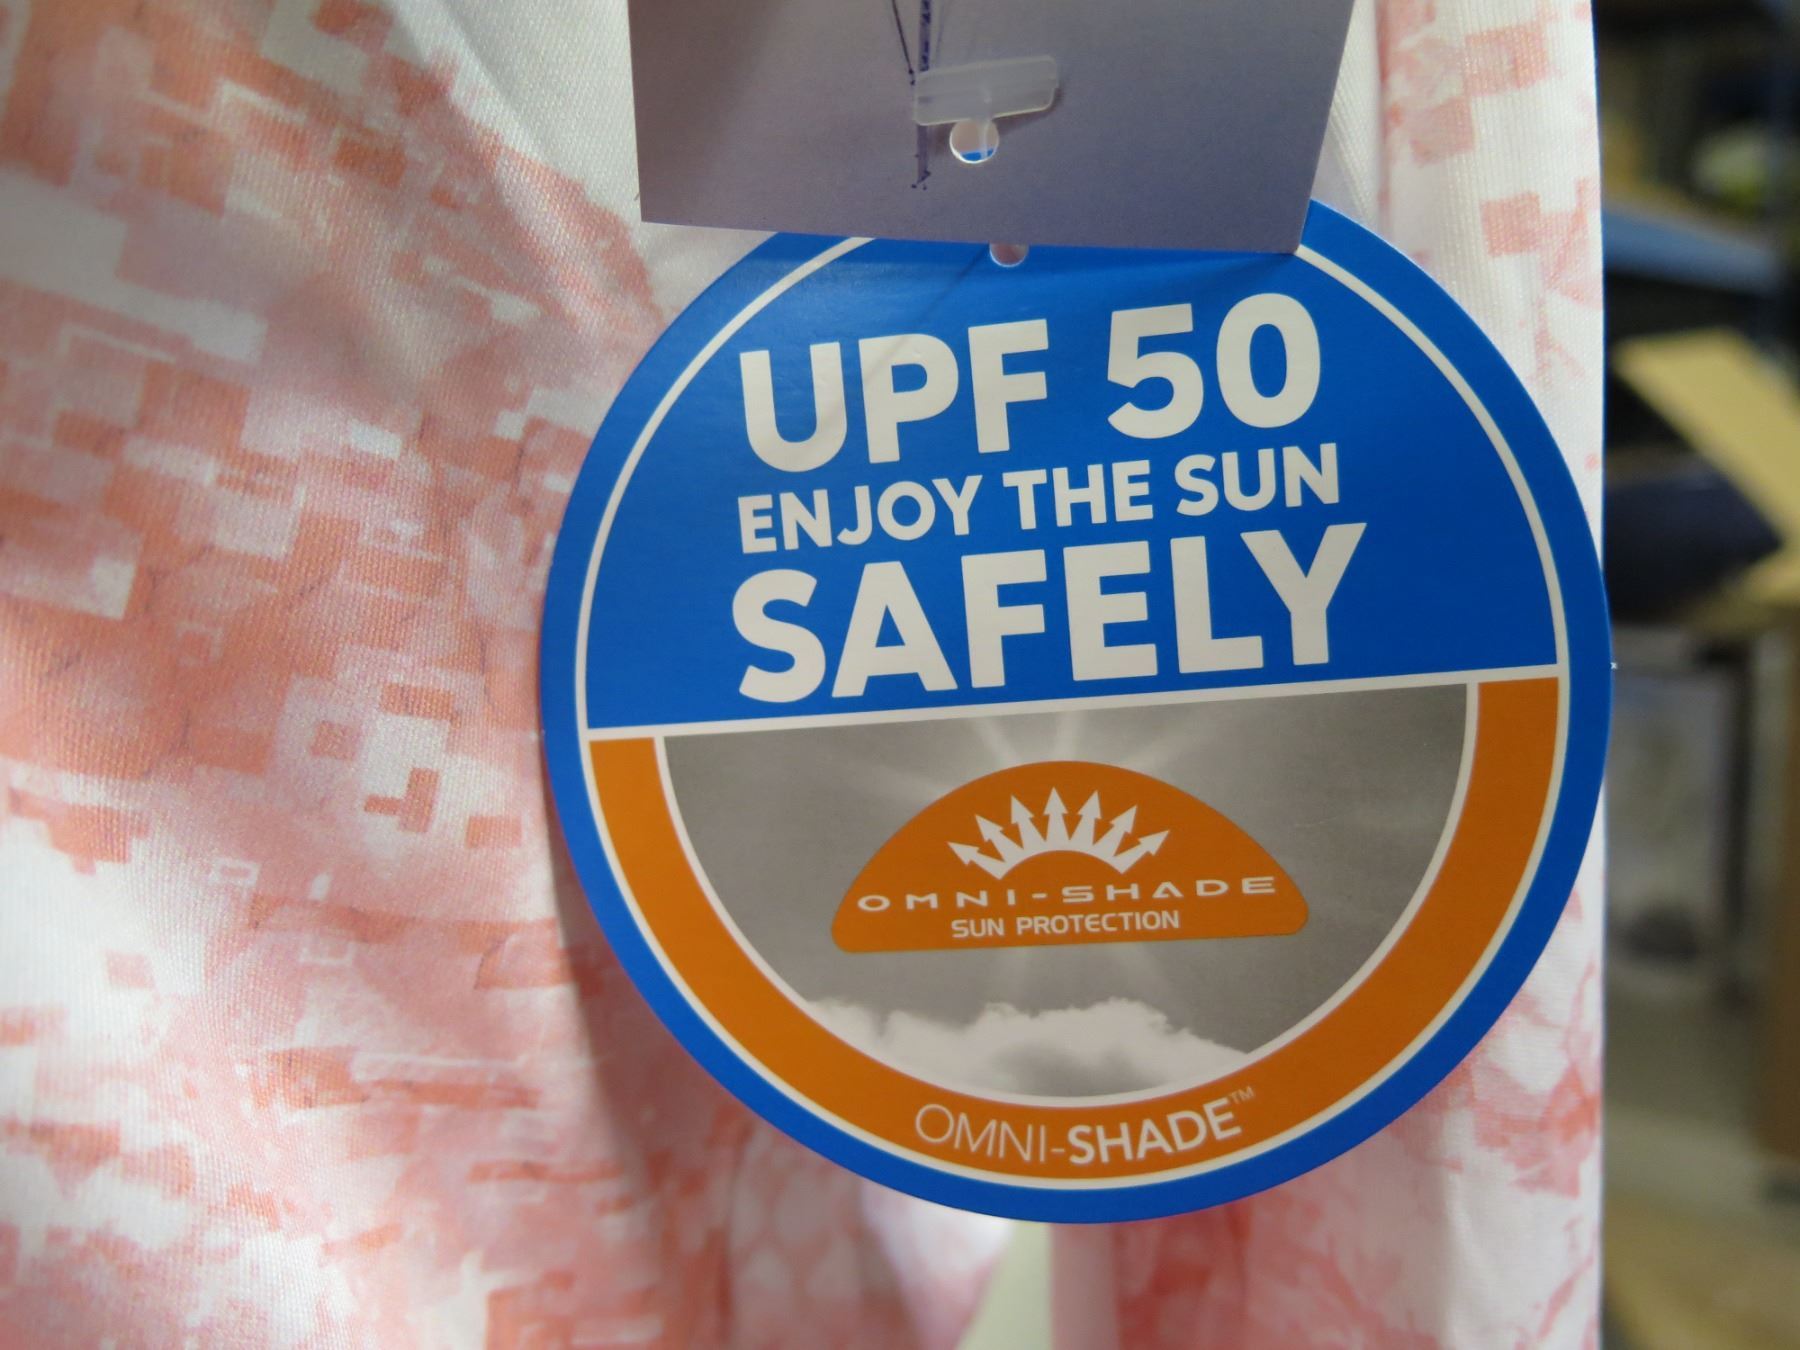 UPF 50
ENJOY THE SUN
SAFELY
OMNI-SHADE
SUN PROTECTION
OMNI-SHADE™